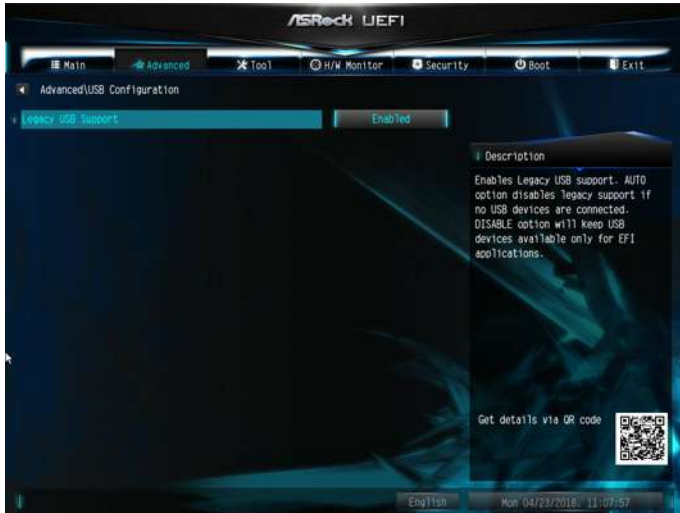 ASRock UEFI
Main Advanced Tool H/W Monitor Security Boot Exit
Advanced\USB Configuration
Legacy USB Support Enabled
Description
Enables Legacy USB support. AUTO
option disables legacy support if
no USB devices are connected.
DISABLE option will keep USB
devices available only for EFI
applications.
Get details via QR code
English Mon 04/23/2018, 11:07:57